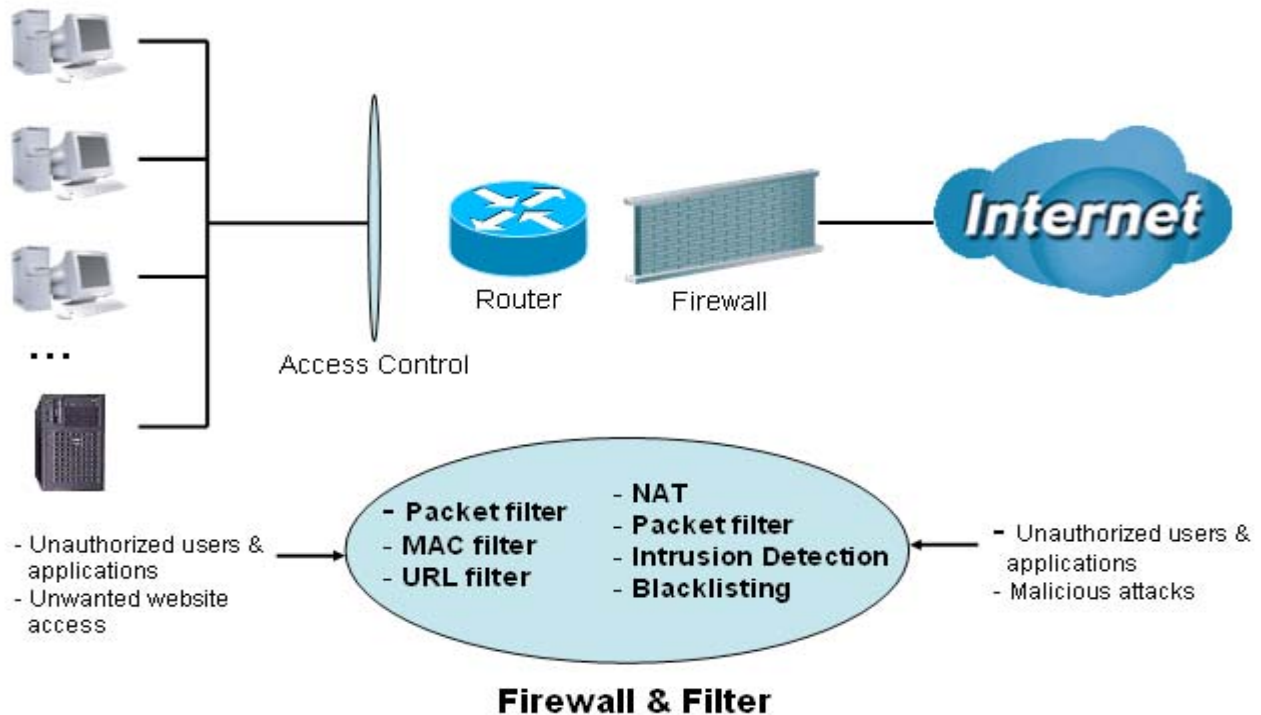 Internet
Router
Firewall
...
Access Control
- Packet filter
- MAC filter
- URL filter
- NAT
- Packet filter
- Intrusion Detection
- Blacklisting
- Unauthorized users &
applications
- Unwanted website
access
- Unauthorized users &
applications
- Malicious attacks
Firewall & Filter